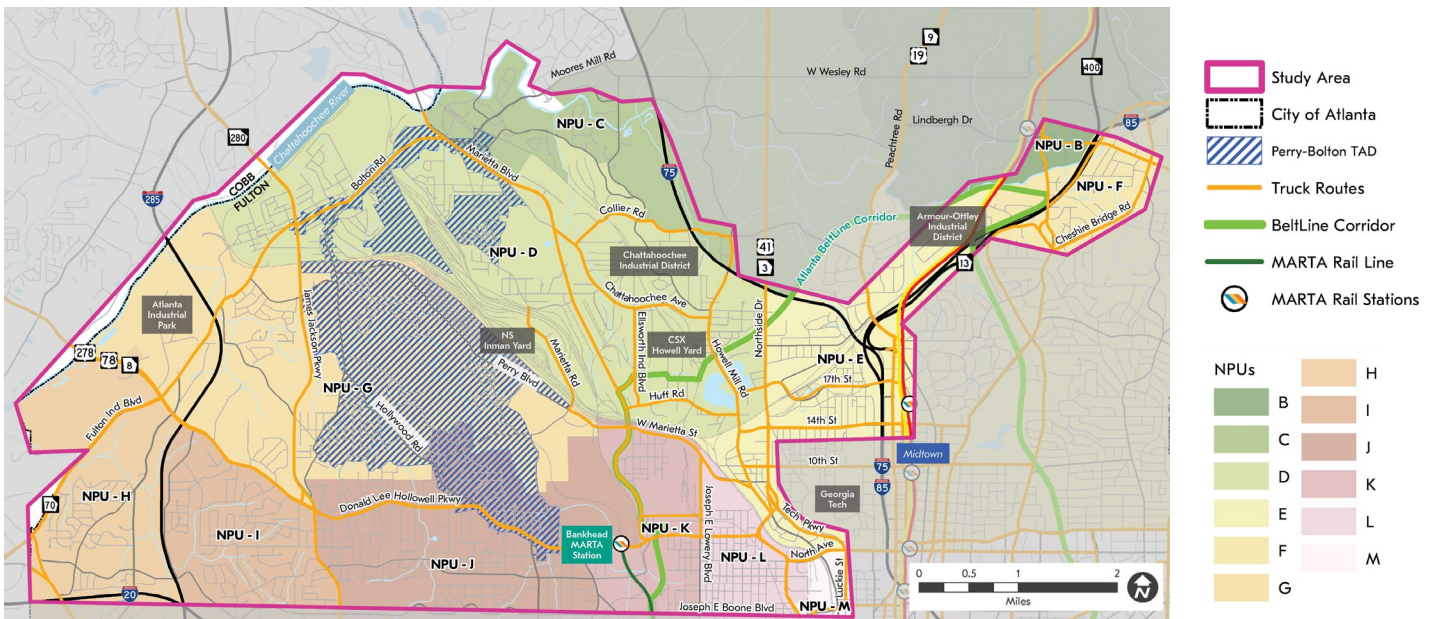 Moores Mill Rd
W Wesley Rd
9
19
400
Lindbergh Dr
85
Peachtree Rd
Chattahoochee River
280
NPU - C
COBB
FULTON
Bolton Rd
Marietta Blvd
75
NPU - B
NPU - F
285
Collier Rd
Atlanta BeltLine Corridor
Armour-Ottley
Industrial
District
Cheshire Bridge Rd
NPU - D
Chattahoochee
Industrial District
41
3
13
Atlanta
Industrial
Park
James Jackson Pkwy
Chattahoochee Ave
Northside Dr
278
78
8
NS
Inman Yard
Marietta Rd
Ellsworth Ind Blvd
CSX
Howell Yard
Howell Mill Rd
NPU - E
Perry Blvd
NPU - G
17th St
Huff Rd
Fulton Ind Blvd
Hollywood Rd
W Marietta St
14th St
10th St
Midtown
75
85
NPU - H
70
Donald Lee Hollowell Pkwy
Georgia
Tech
Joseph E Lowery Blvd
Tech Pkwy
NPU - I
Bankhead
MARTA
Station
NPU - K
NPU - J
NPU - L
North Ave
Luckie St
20
Joseph E Boone Blvd
NPU - M
0 0.5 1 2
Miles
N
Study Area
City of Atlanta
Perry-Bolton TAD
Truck Routes
BeltLine Corridor
MARTA Rail Line
MARTA Rail Stations
NPUs
B
C
D
E
F
G
H
I
J
K
L
M